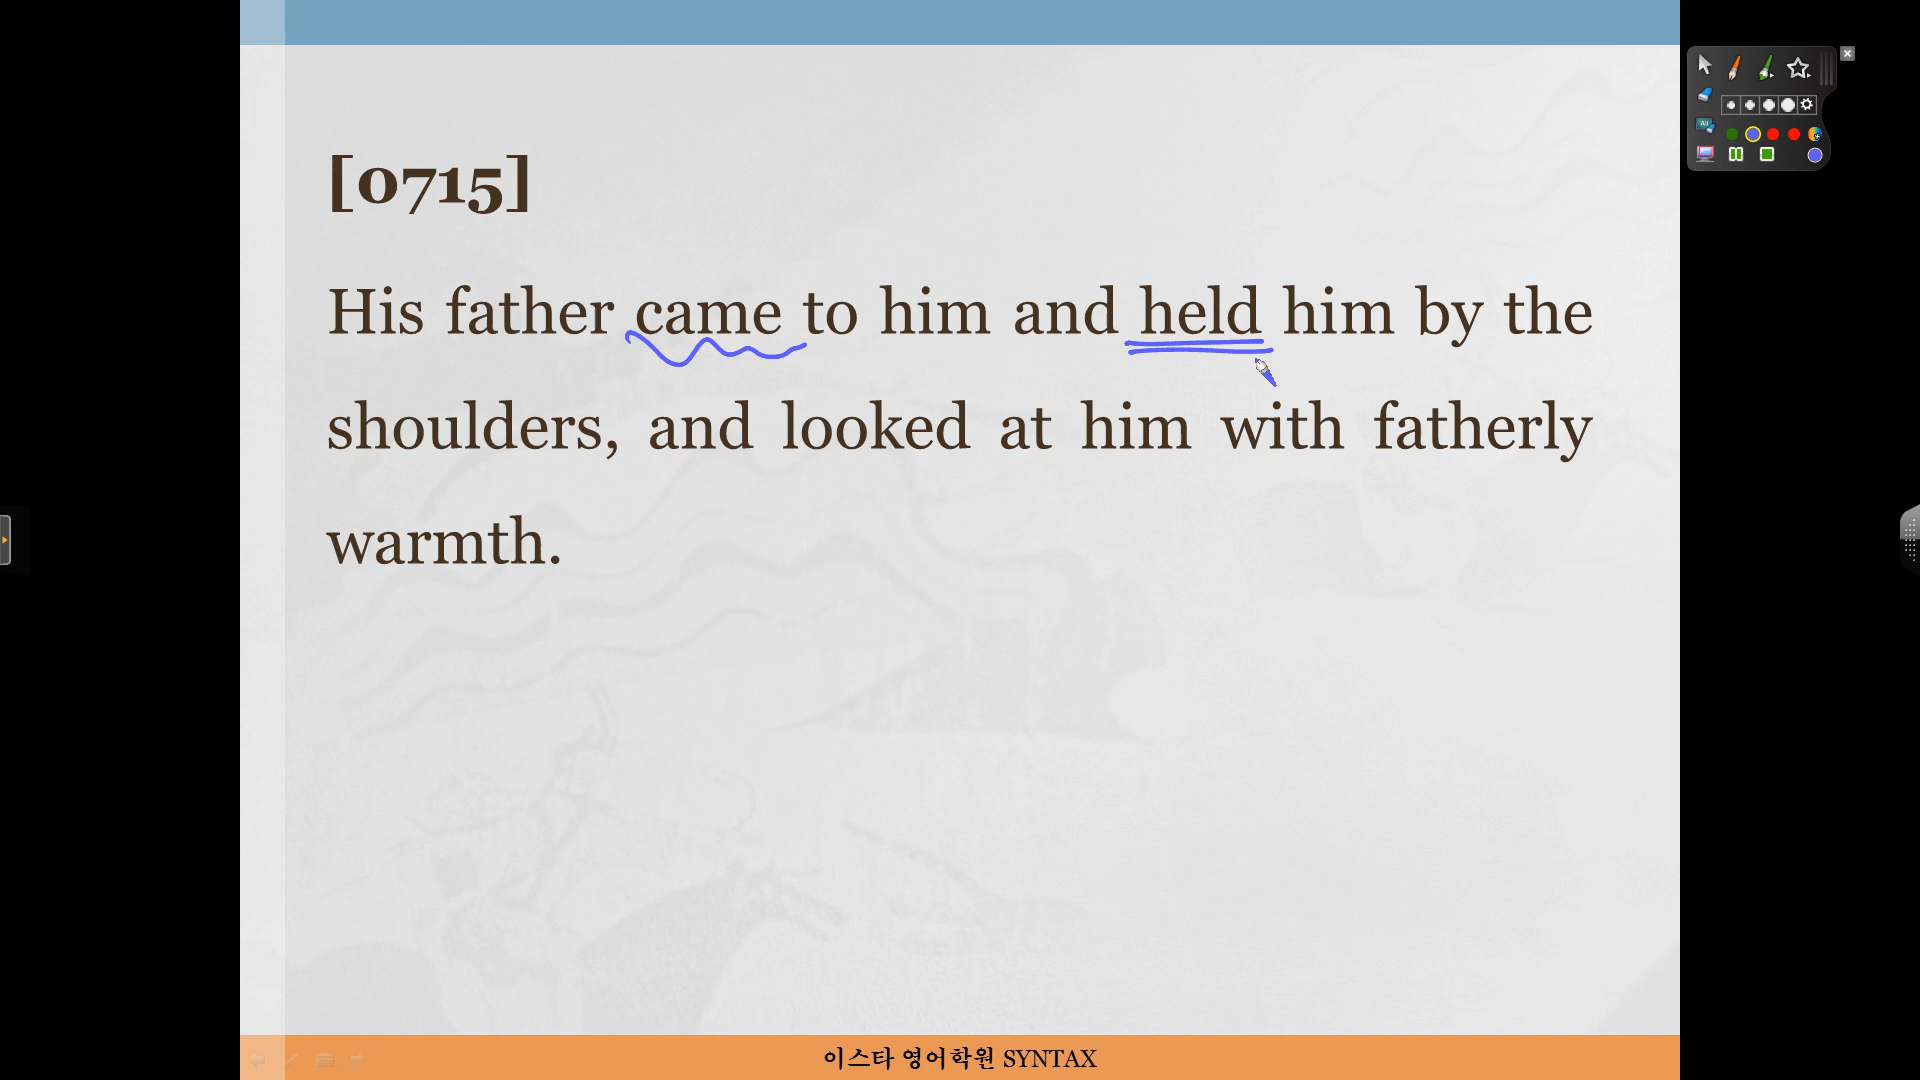 [0715]
His father came to him and held him by the
shoulders, and looked at him with fatherly
warmth.
이스타 영어학원 SYNTAX